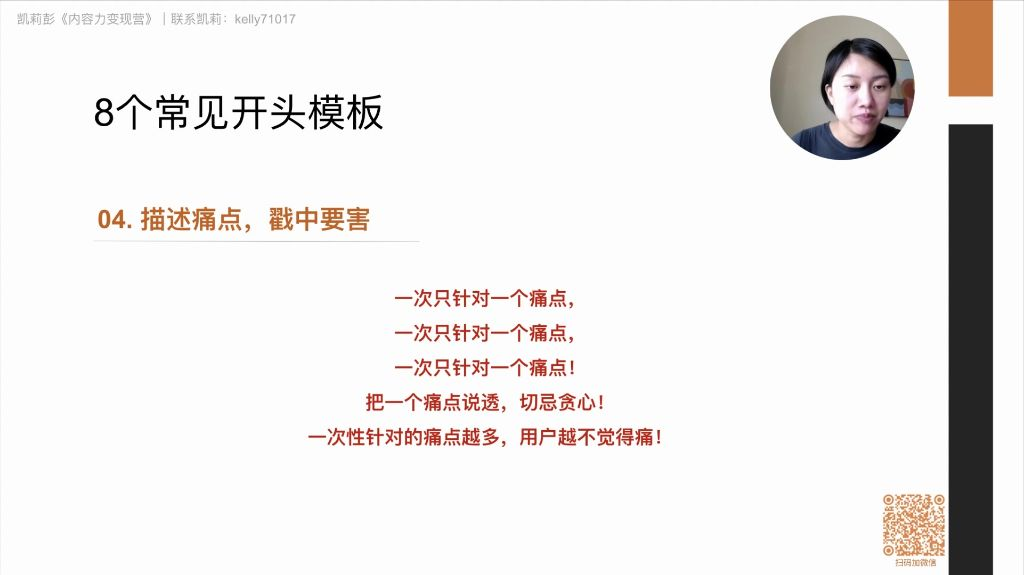 凯莉彭《内容力变现营》｜联系凯莉：kelly71017
8个常见开头模板
04. 描述痛点，戳中要害
一次只针对一个痛点，
一次只针对一个痛点，
一次只针对一个痛点！
把一个痛点说透，切忌贪心！
一次性针对的痛点越多，用户越不觉得痛！
扫码加微信